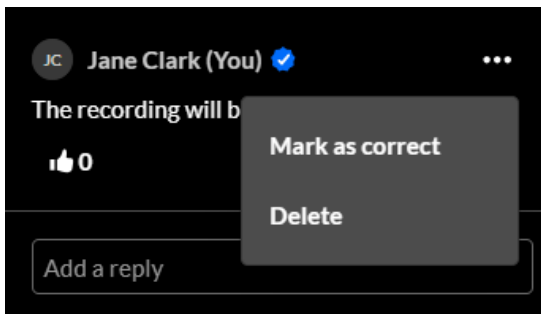 JC Jane Clark (You)
The recording will b
Mark as correct
0
Delete
Add a reply